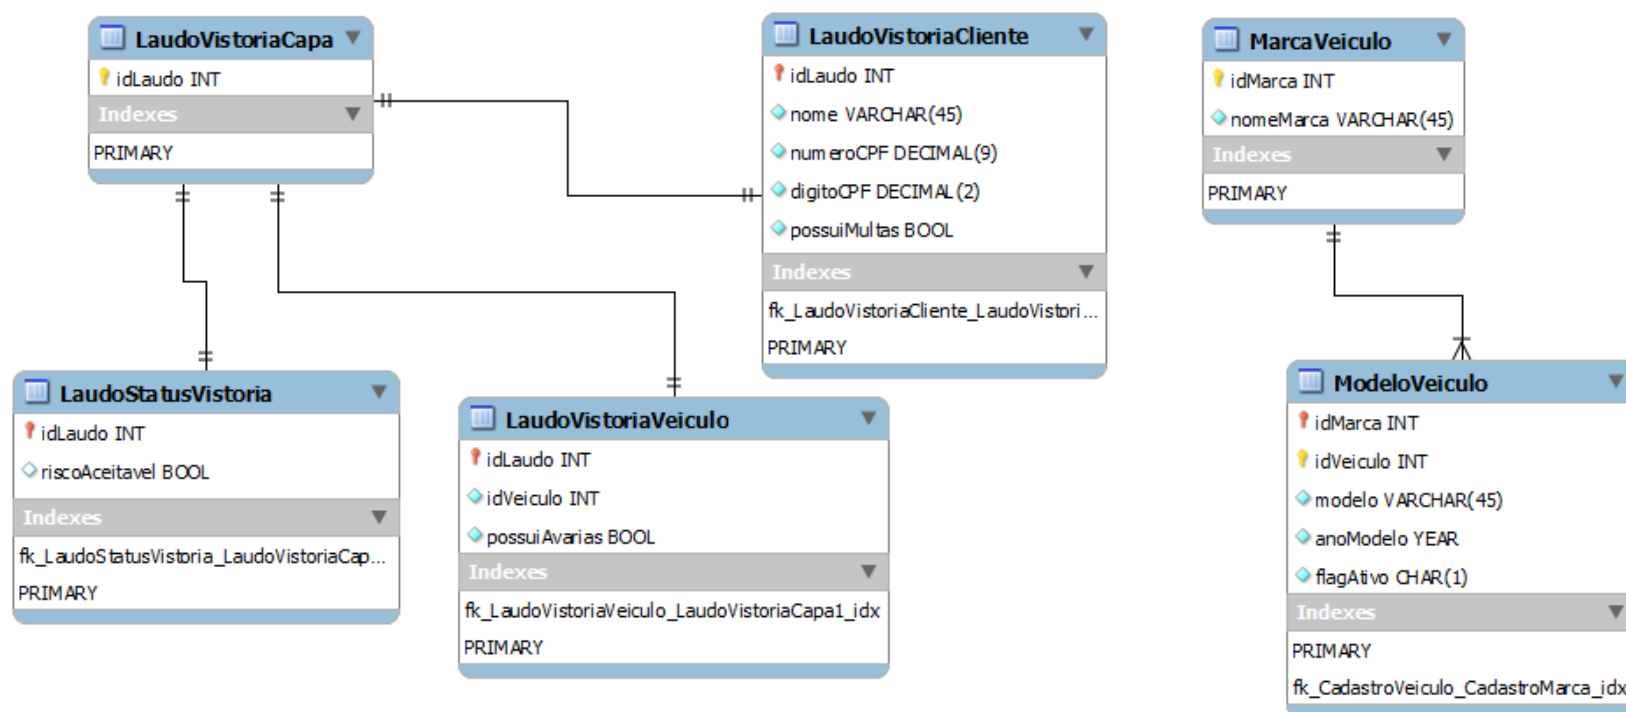 LaudoVistoriaCapa
idLaudo INT
Indexes
PRIMARY
LaudoVistoriaCliente
idLaudo INT
nome VARCHAR(45)
numeroCPF DECIMAL(9)
digitoCPF DECIMAL(2)
possuiMultas BOOL
Indexes
fk_LaudoVistoriaCliente_LaudoVistori...
PRIMARY
MarcaVeiculo
idMarca INT
nomeMarca VARCHAR(45)
Indexes
PRIMARY
LaudoStatusVistoria
idLaudo INT
riscoAceitavel BOOL
Indexes
fk_LaudoStatusVistoria_LaudoVistoriaCap...
PRIMARY
LaudoVistoriaVeiculo
idLaudo INT
idVeiculo INT
possuiAvarias BOOL
Indexes
fk_LaudoVistoriaVeiculo_LaudoVistoriaCapa1_idx
PRIMARY
ModeloVeiculo
idMarca INT
idVeiculo INT
modelo VARCHAR(45)
anoModelo YEAR
flagAtivo CHAR(1)
Indexes
PRIMARY
fk_CadastroVeiculo_CadastroMarca_idx